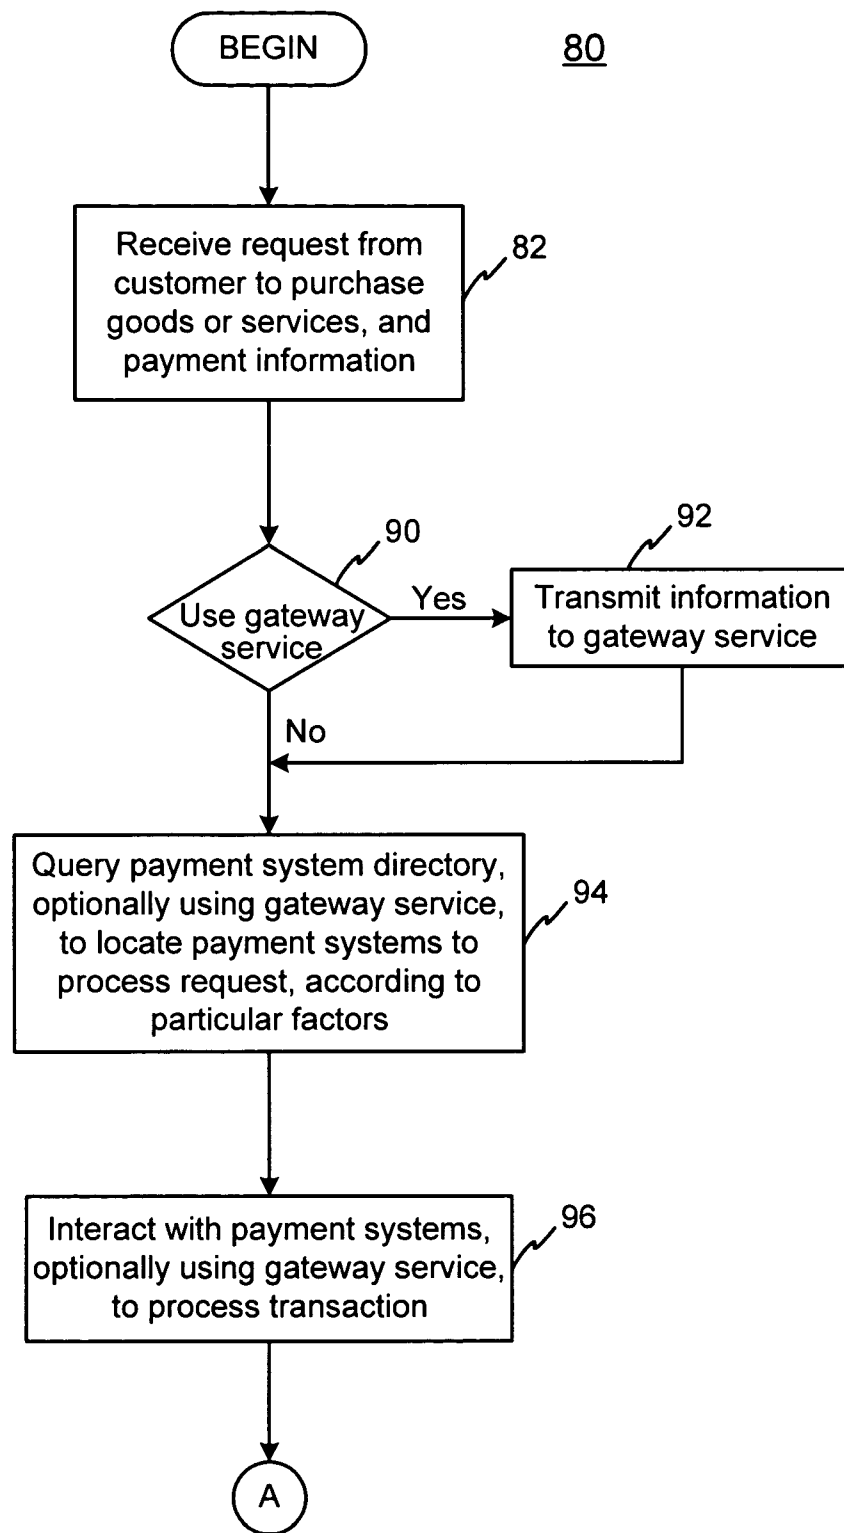 BEGIN
80
Receive request from
customer to purchase
goods or services, and
payment information
82
90
Use gateway
service
Yes
92
Transmit information
to gateway service
No
Query payment system directory,
optionally using gateway service,
to locate payment systems to
process request, according to
particular factors
94
Interact with payment systems,
optionally using gateway service,
to process transaction
96
A